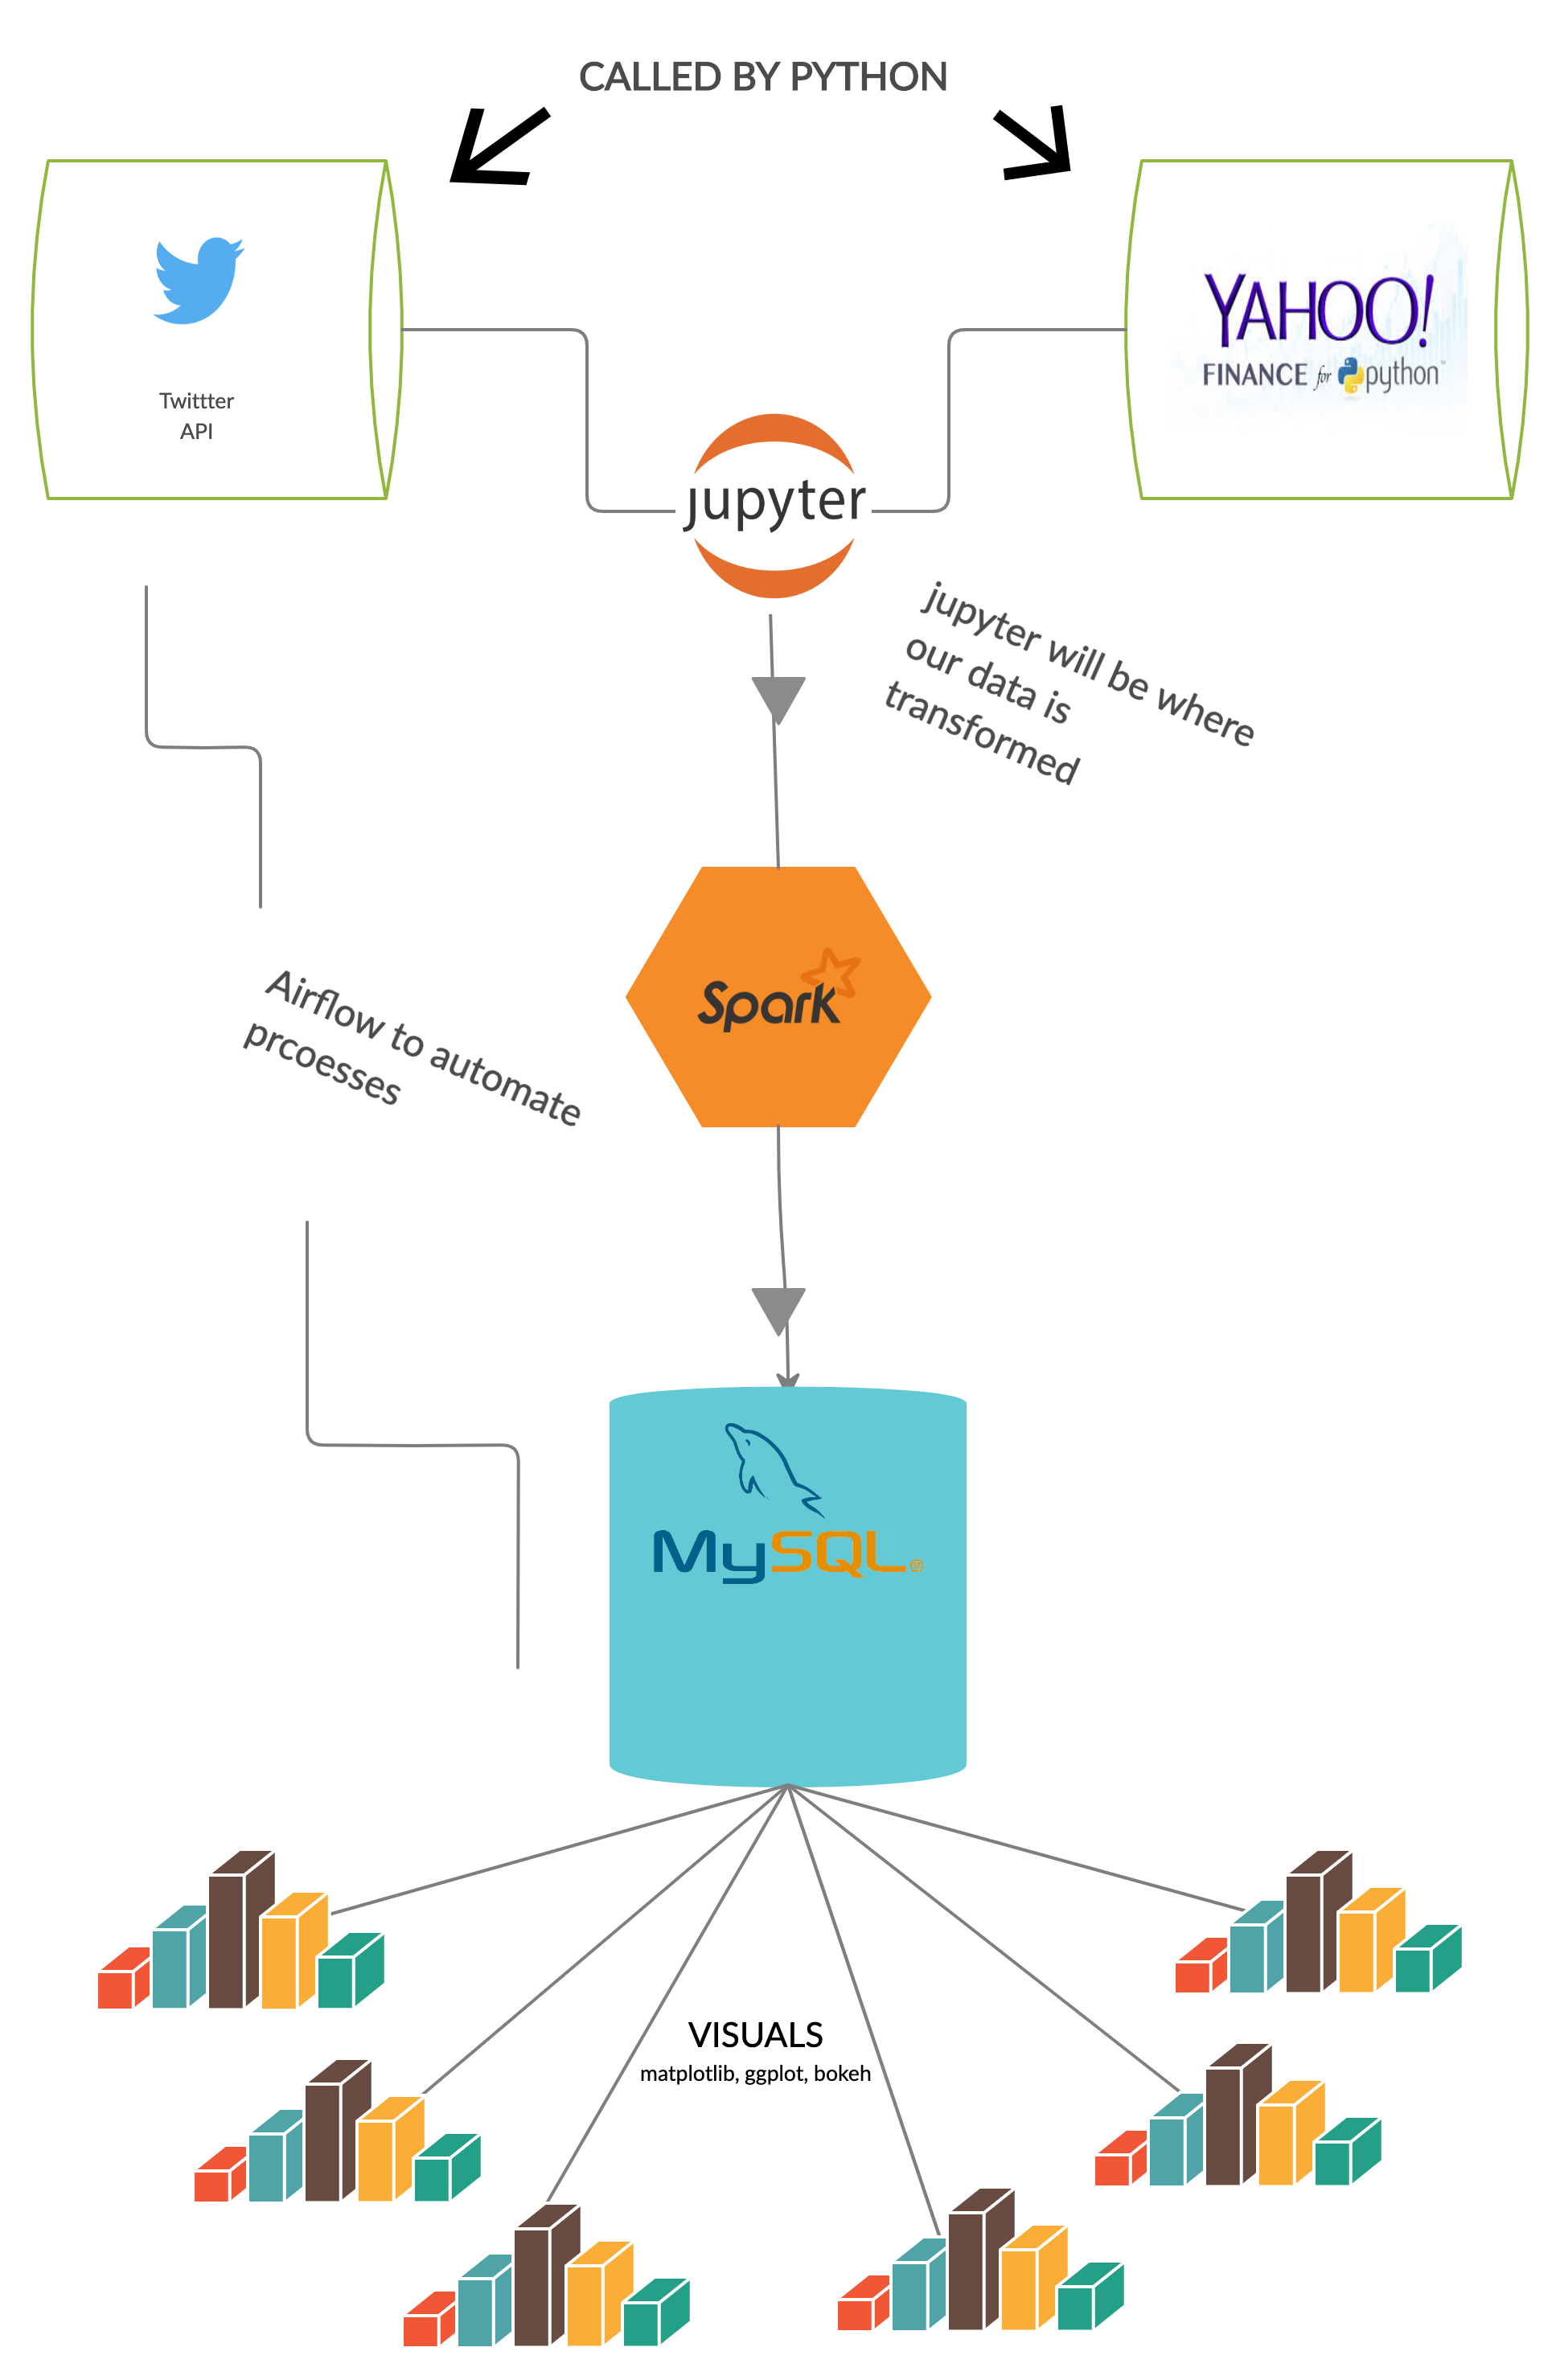 CALLED BY PYTHON
Twittter
API
YAHOO!
FINANCE for python™
jupyter
jupyter will be where
our data is
transformed
Spark
Airflow to automate
prcoesses
MySQL®
VISUALS
matplotlib, ggplot, bokeh